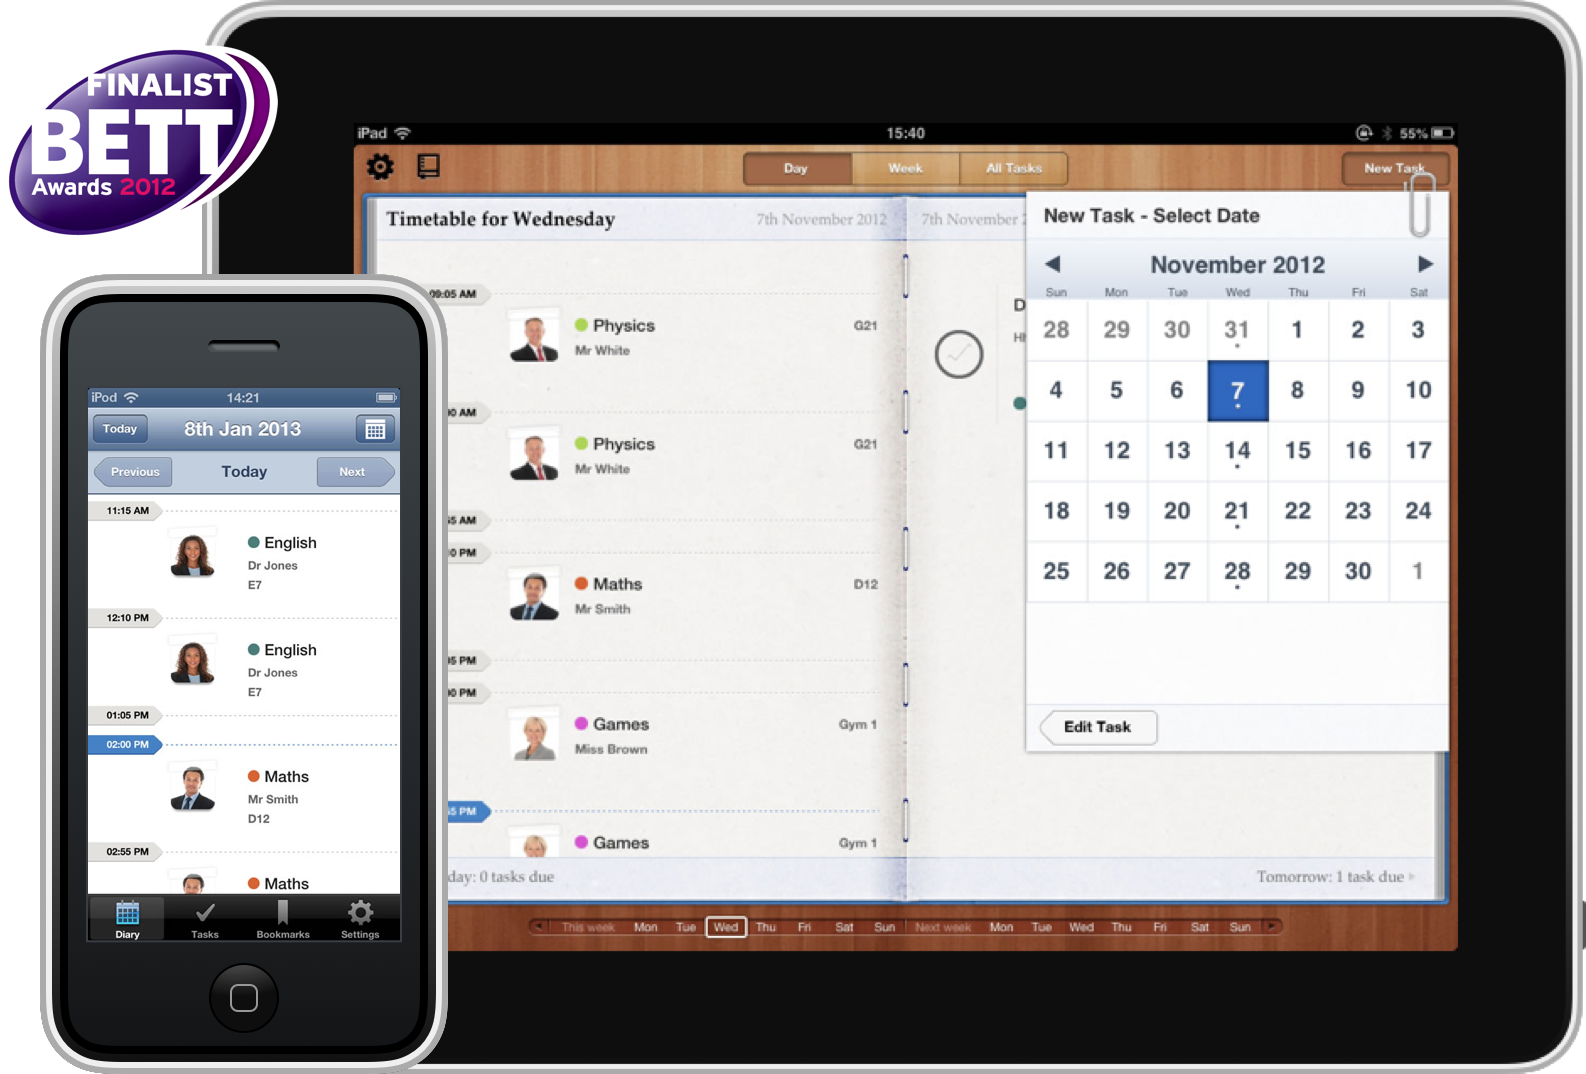 FINALIST
BETT
Awards 2012
iPad
15:40
55%
Day
Week
All Tasks
New Task
Timetable for Wednesday
7th November 2012
7th November 2
09:05 AM
Physics
G21
Mr White
0 AM
Physics
G21
Mr White
5 AM
0 PM
Maths
D12
Mr Smith
5 PM
0 PM
Games
Gym 1
Miss Brown
5 PM
Games
Gym 1
day: 0 tasks due
Tomorrow: 1 task due
This week Mon Tue Wed Thu Fri Sat Sun Next week Mon Tue Wed Thu Fri Sat Sun
D
New Task - Select Date
November 2012
Sun Mon Tue Wed Thu Fri Sat
28 29 30 31 1 2 3
4 5 6 7 8 9 10
11 12 13 14 15 16 17
18 19 20 21 22 23 24
25 26 27 28 29 30 1
Edit Task
iPod
14:21
Today
8th Jan 2013
Previous
Today
Next
11:15 AM
English
Dr Jones
E7
12:10 PM
English
Dr Jones
E7
01:05 PM
02:00 PM
Maths
Mr Smith
D12
02:55 PM
Maths
Diary
Tasks
Bookmarks
Settings